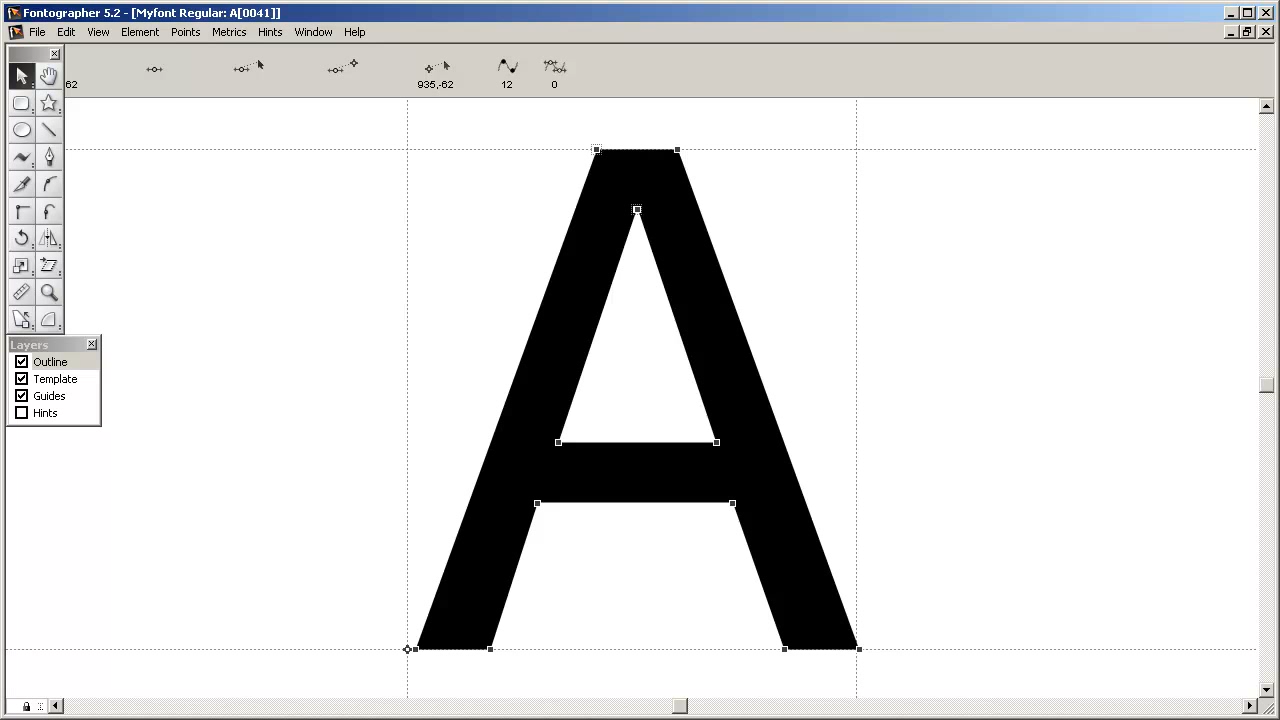 Fontographer 5.2 - [Myfont Regular: A[0041]]
File Edit View Element Points Metrics Hints Window Help
62 935,-62 12 0
A
Layers
Outline
Template
Guides
Hints